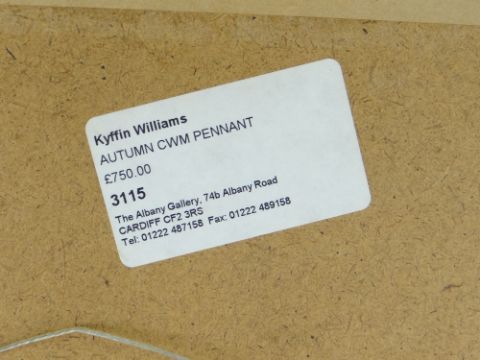 Kyffin Williams
AUTUMN CWM PENNANT
£750.00
3115
The Albany Gallery, 74b Albany Road
CARDIFF CF2 3RS
Tel: 01222 487158 Fax: 01222 489158